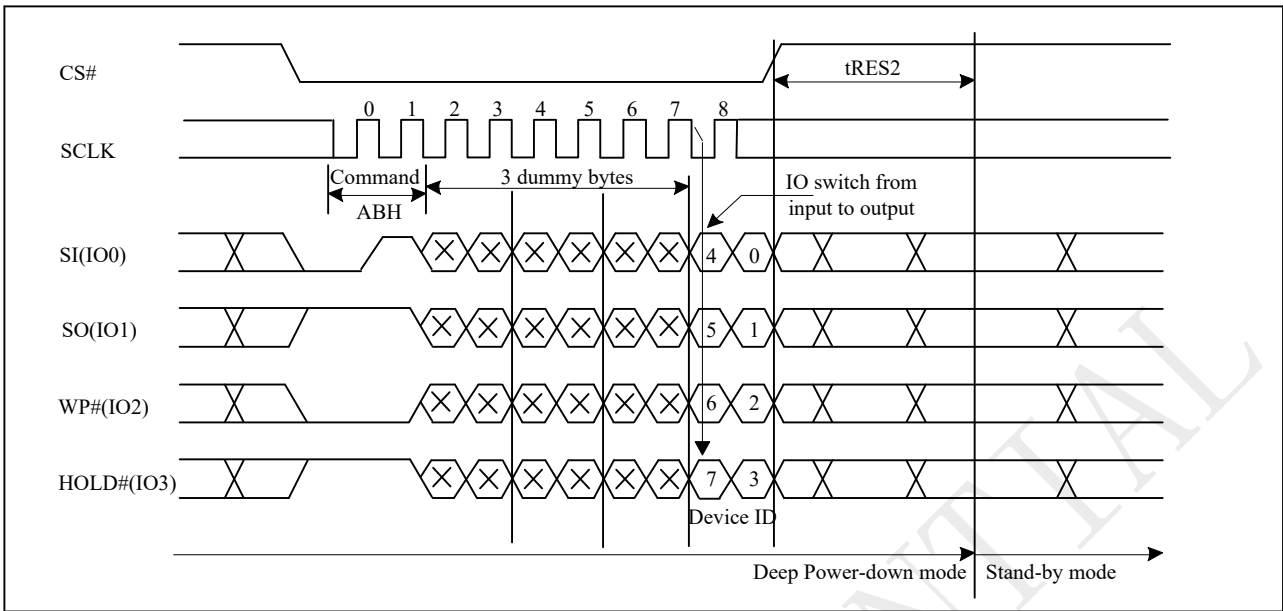 CS#
tRES2
0 1 2 3 4 5 6 7 8
SCLK
Command
3 dummy bytes
IO switch from
input to output
ABH
SI(IO0)
4 0
SO(IO1)
5 1
WP#(IO2)
6 2
HOLD#(IO3)
7 3
Device ID
Deep Power-down mode
Stand-by mode
NTIAL